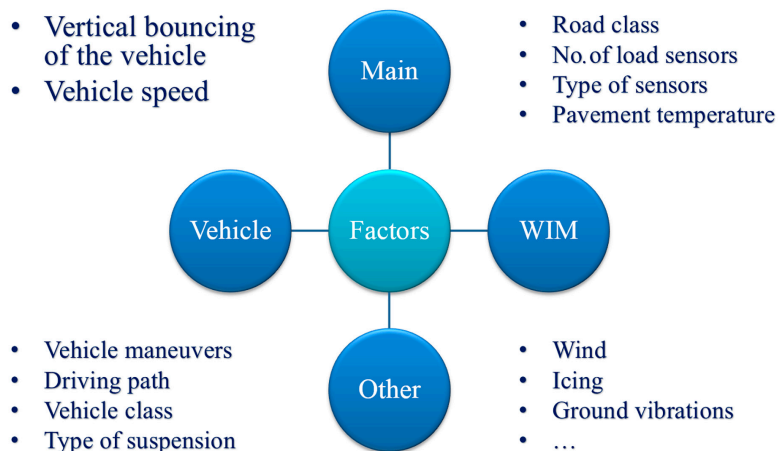 • Vertical bouncing
of the vehicle
• Vehicle speed
Main
• Road class
• No. of load sensors
• Type of sensors
• Pavement temperature
Vehicle
Factors
WIM
• Vehicle maneuvers
• Driving path
• Vehicle class
• Type of suspension
Other
• Wind
• Icing
• Ground vibrations
• …